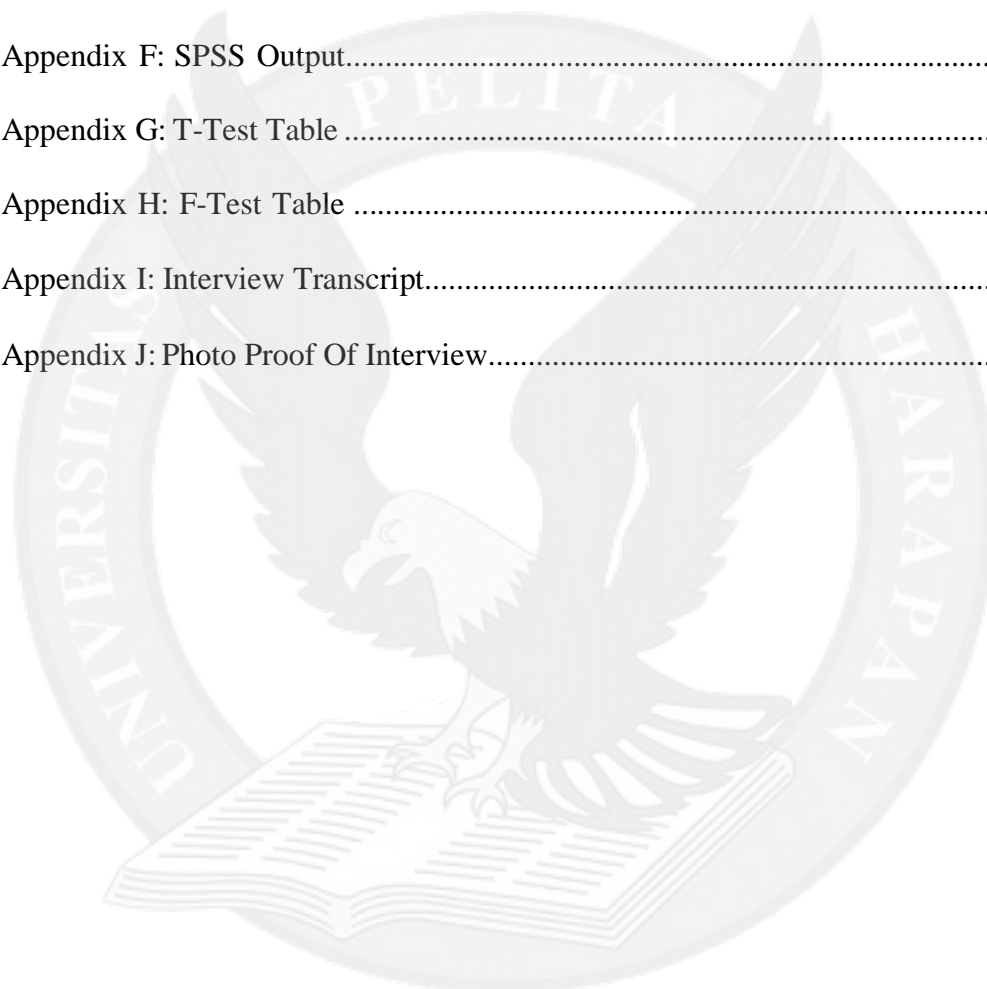 Appendix F: SPSS Output................................................................................................
Appendix G: T-Test Table ................................................................................................
Appendix H: F-Test Table ................................................................................................
Appendix I: Interview Transcript................................................................................................
Appendix J: Photo Proof Of Interview................................................................................................
UNIVERSITAS PELITA HARAPAN